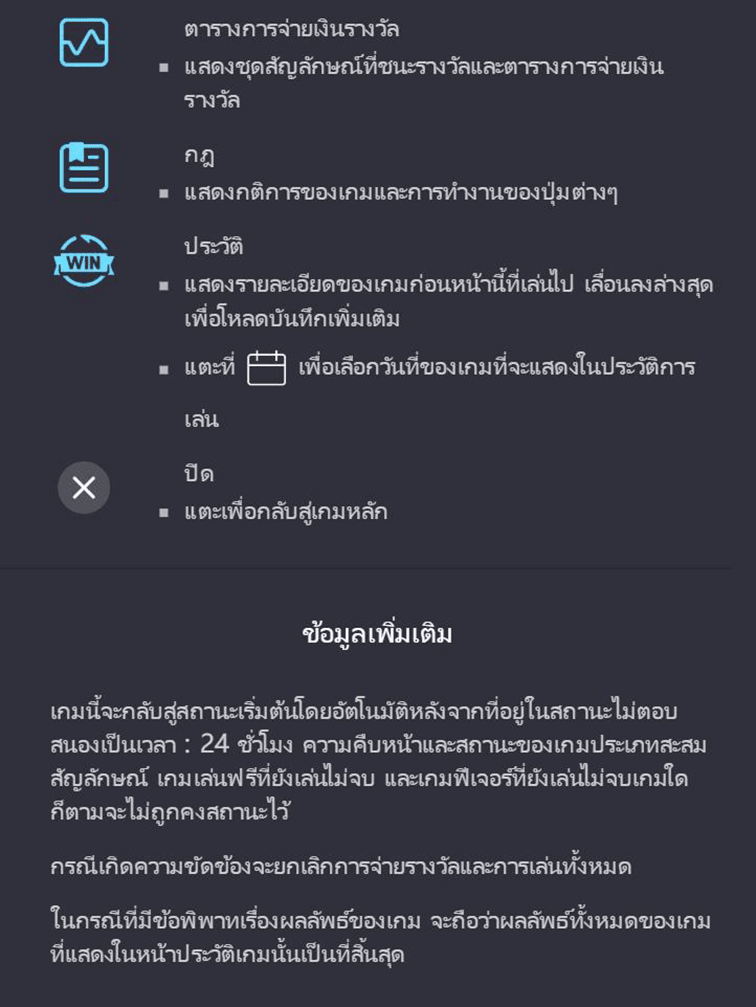 ตารางการจ่ายเงินรางวัล
แสดงชุดสัญลักษณ์ที่ชนะรางวัลและตารางการจ่ายเงิน
รางวัล
กฎ
แสดงกติการของเกมและการทำงานของปุ่มต่างๆ
WIN
ประวัติ
แสดงรายละเอียดของเกมก่อนหน้านี้ที่เล่นไป เลื่อนลงล่างสุด
เพื่อโหลดบันทึกเพิ่มเติม
แตะที่ เพื่อเลือกวันที่ของเกมที่จะแสดงในประวัติการ
เล่น
ปิด
แตะเพื่อกลับสู่เกมหลัก
ข้อมูลเพิ่มเติม
เกมนี้จะกลับสู่สถานะเริ่มต้นโดยอัตโนมัติหลังจากที่อยู่ในสถานะไม่ตอบ
สนองเป็นเวลา : 24 ชั่วโมง ความคืบหน้าและสถานะของเกมประเภทสะสม
สัญลักษณ์ เกมเล่นฟรีที่ยังเล่นไม่จบ และเกมฟีเจอร์ที่ยังเล่นไม่จบเกมใด
ก็ตามจะไม่ถูกคงสถานะไว้
กรณีเกิดความขัดข้องจะยกเลิกการจ่ายรางวัลและการเล่นทั้งหมด
ในกรณีที่มีข้อพิพาทเรื่องผลลัพธ์ของเกม จะถือว่าผลลัพธ์ทั้งหมดของเกม
ที่แสดงในหน้าประวัติเกมนั้นเป็นที่สิ้นสุด